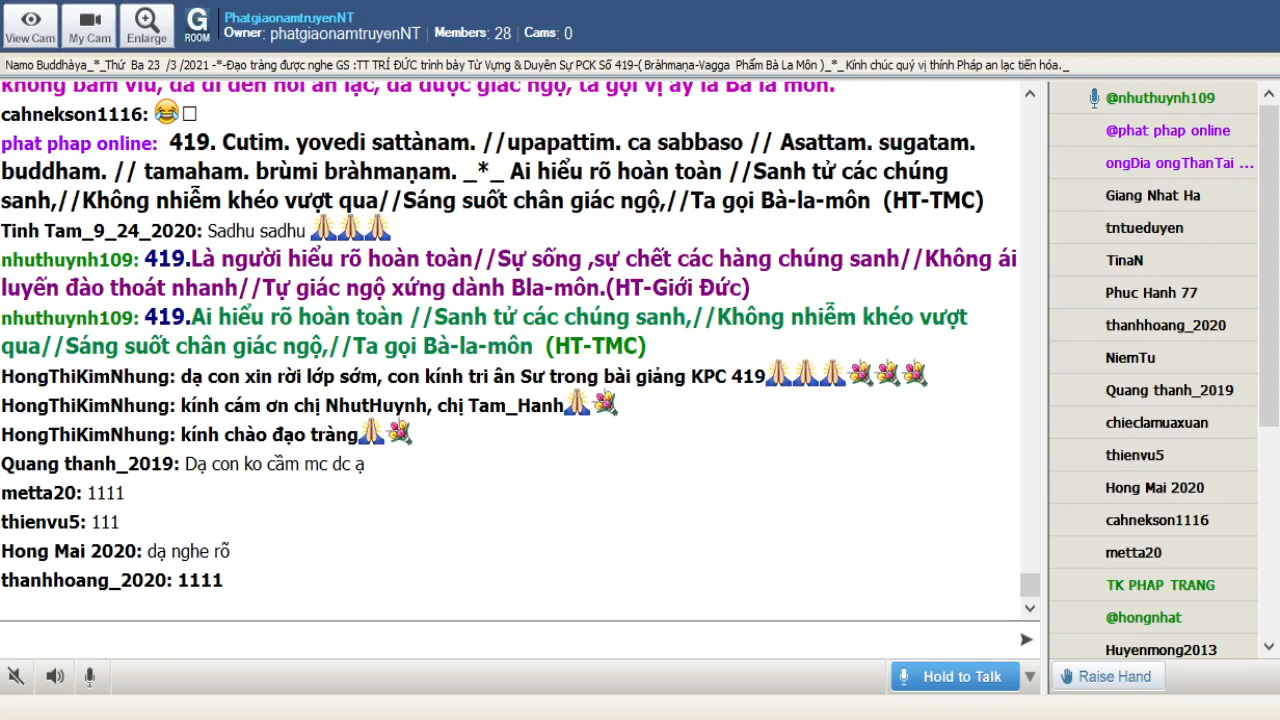 View Cam
My Cam
Enlarge
G
ROOM
PhatgiaonamtruyenNT
Owner: phatgiaonamtruyenNT | Members: 28 | Cams: 0
Namo Buddhàya_*_Thứ Ba 23 /3 /2021 -*-Đạo tràng được nghe GS :TT TRÍ ĐỨC trình bày Từ Vựng & Duyên Sự PCK Số 419-( Bràhmaṇa-Vagga Phẩm Bà La Môn )_*_Kính chúc quý vị thính Pháp an lạc tiến hóa._
không bám víu, đã đi đến nơi an lạc, đã được giác ngộ, ta gọi vị ấy là Bà la môn.
cahnekson1116: 😂
phat phap online: 419. Cutim. yovedi sattànam. //upapattim. ca sabbaso // Asattam. sugatam.
buddham. // tamaham. brùmi bràhmaṇam. _*_ Ai hiểu rõ hoàn toàn //Sanh tử các chúng
sanh,//Không nhiễm khéo vượt qua//Sáng suốt chân giác ngộ,//Ta gọi Bà-la-môn (HT-TMC)
Tinh Tam_9_24_2020: Sadhu sadhu 🙏🙏🙏
nhuthuynh109: 419.Là người hiểu rõ hoàn toàn//Sự sống ,sự chết các hàng chúng sanh//Không ái
luyến đào thoát nhanh//Tự giác ngộ xứng dành Bla-môn.(HT-Giới Đức)
nhuthuynh109: 419.Ai hiểu rõ hoàn toàn //Sanh tử các chúng sanh,//Không nhiễm khéo vượt
qua//Sáng suốt chân giác ngộ,//Ta gọi Bà-la-môn (HT-TMC)
HongThiKimNhung: dạ con xin rời lớp sớm, con kính tri ân Sư trong bài giảng KPC 419🙏🙏🙏💐💐💐
HongThiKimNhung: kính cám ơn chị NhutHuynh, chị Tam_Hanh🙏💐
HongThiKimNhung: kính chào đạo tràng🙏💐
Quang thanh_2019: Dạ con ko cầm mc dc ạ
metta20: 1111
thienvu5: 111
Hong Mai 2020: dạ nghe rõ
thanhhoang_2020: 1111
Hold to Talk
@nhuthuynh109
@phat phap online
ongDia ongThanTai ...
Giang Nhat Ha
tntueduyen
TinaN
Phuc Hanh 77
thanhhoang_2020
NiemTu
Quang thanh_2019
chieclamuaxuan
thienvu5
Hong Mai 2020
cahnekson1116
metta20
TK PHAP TRANG
@hongnhat
Huyenmong2013
Raise Hand